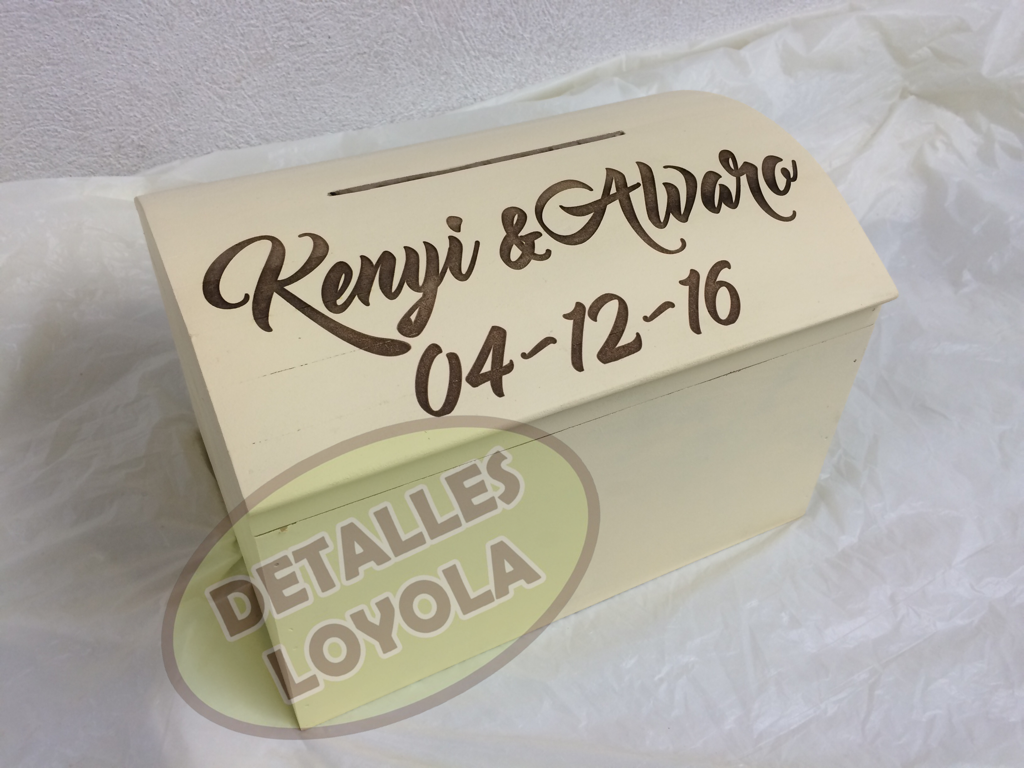 Kenyi & Alvaro
04-12-16
DETALLES
LOYOLA